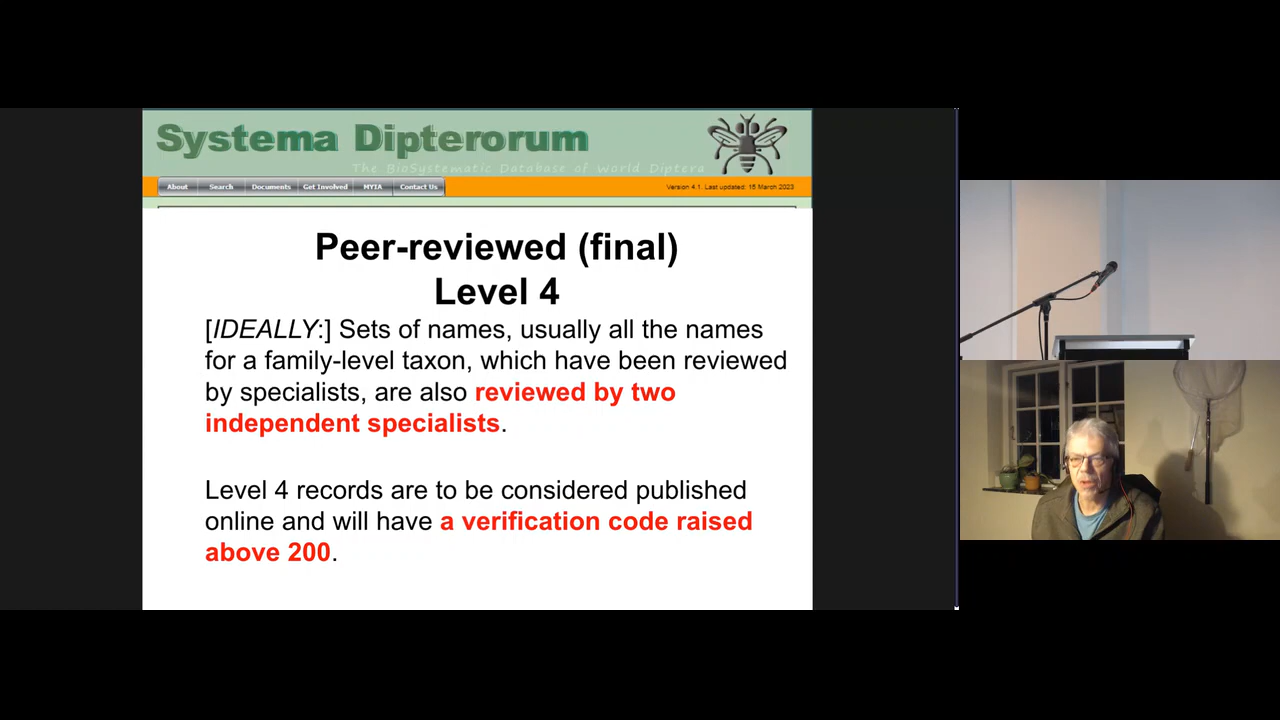 Systema Dipterorum
The BioSystematic Database of World Diptera
About Search Documents Get Involved MYIA Contact Us
Version 4.1. Last updated: 15 March 2023
Peer-reviewed (final)
Level 4
[IDEALLY:] Sets of names, usually all the names
for a family-level taxon, which have been reviewed
by specialists, are also reviewed by two
independent specialists.
Level 4 records are to be considered published
online and will have a verification code raised
above 200.